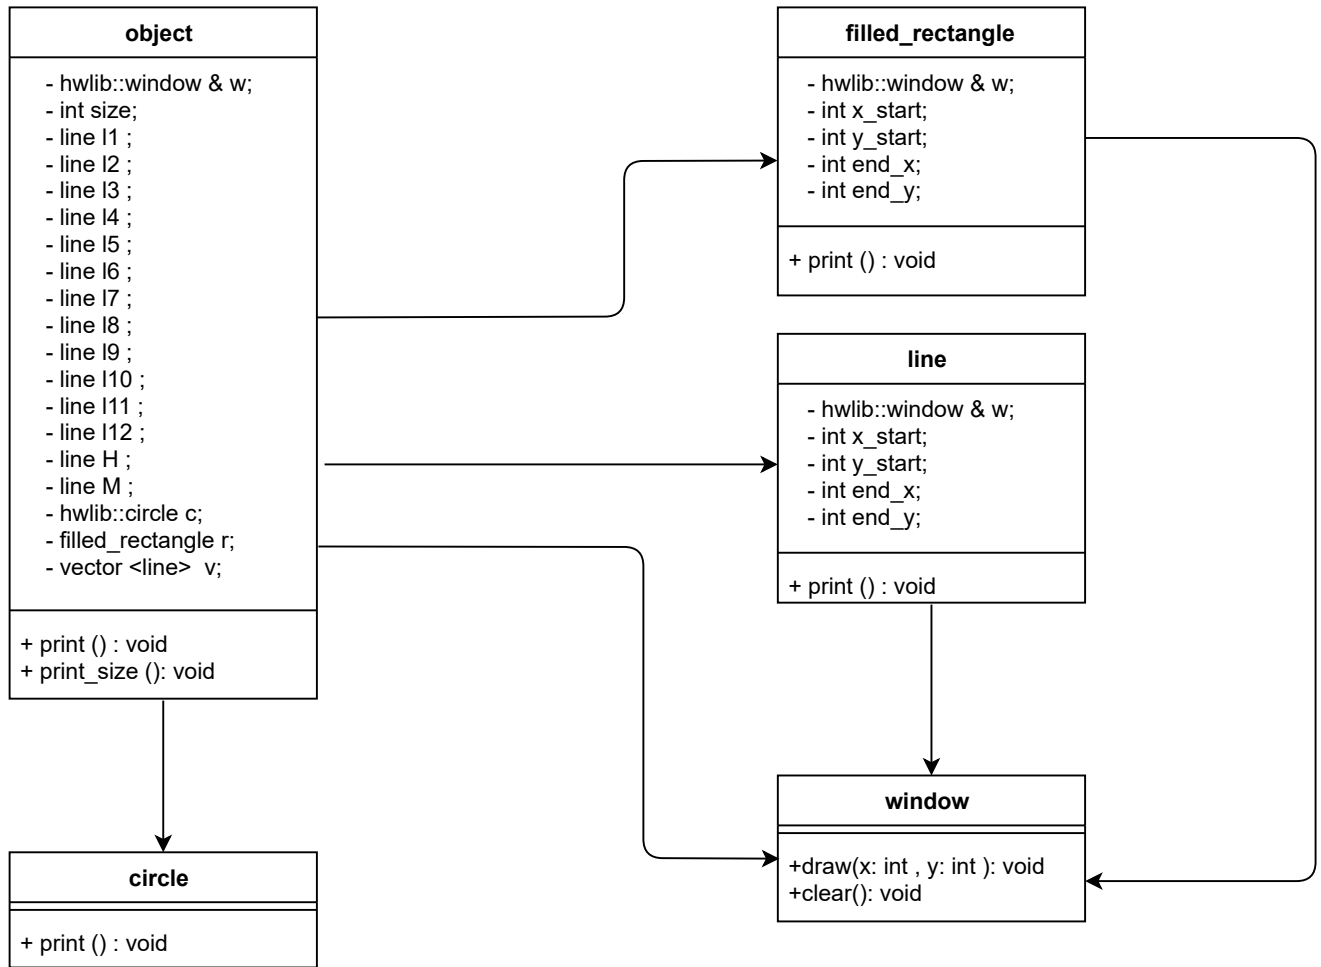 object
- hwlib::window & w;
- int size;
- line l1 ;
- line l2 ;
- line l3 ;
- line l4 ;
- line l5 ;
- line l6 ;
- line l7 ;
- line l8 ;
- line l9 ;
- line l10 ;
- line l11 ;
- line l12 ;
- line H ;
- line M ;
- hwlib::circle c;
- filled_rectangle r;
- vector <line> v;
+ print () : void
+ print_size (): void
circle
+ print () : void
filled_rectangle
- hwlib::window & w;
- int x_start;
- int y_start;
- int end_x;
- int end_y;
+ print () : void
line
- hwlib::window & w;
- int x_start;
- int y_start;
- int end_x;
- int end_y;
+ print () : void
window
+draw(x: int , y: int ): void
+clear(): void